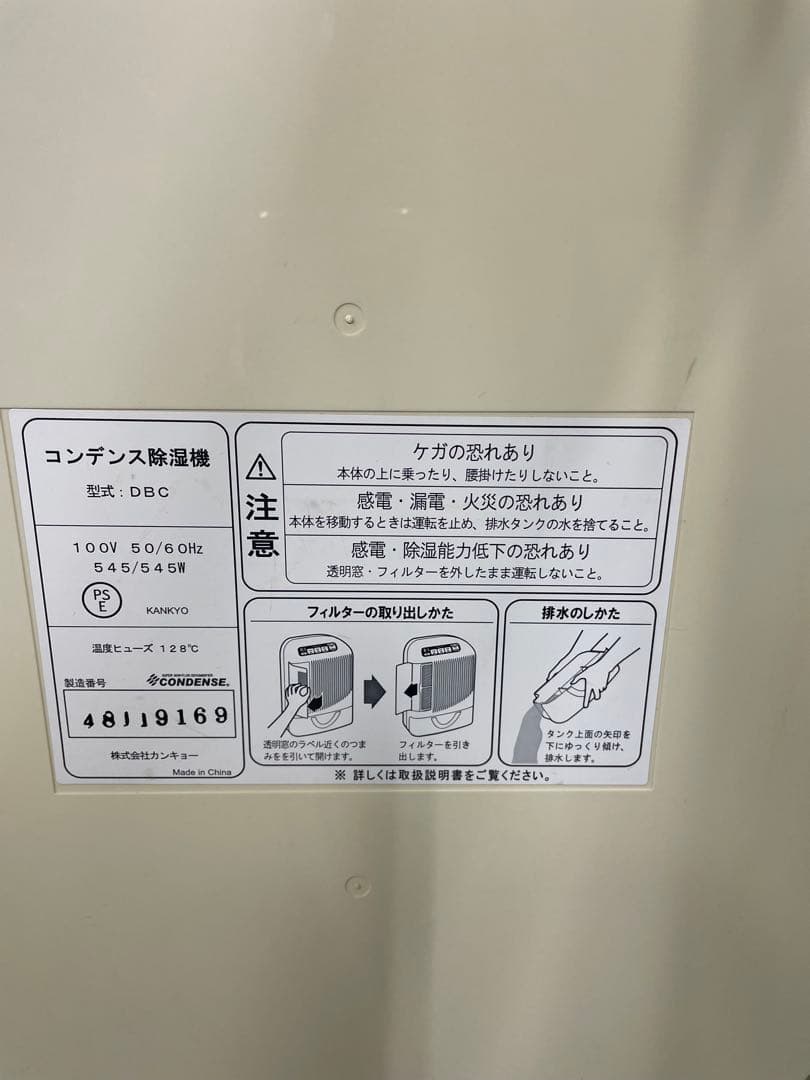 コンデンス除湿機
型式：DBC
100V 50/60Hz
545/545W
PS
E
KANKYO
温度ヒューズ 128℃
製造番号
CONDENSE®
48JJ9169
株式会社カンキョー
Made in China
注意
ケガの恐れあり
本体の上に乗ったり、腰掛けたりしないこと。
感電・漏電・火災の恐れあり
本体を移動するときは運転を止め、排水タンクの水を捨てること。
感電・除湿能力低下の恐れあり
透明窓・フィルターを外したまま運転しないこと。
フィルターの取り出しかた
透明窓のラベル近くのつま
みをを引いて開けます。
フィルターを引き
出します。
排水のしかた
タンク上面の矢印を
下にゆっくり傾け、
排水します。
※ 詳しくは取扱説明書をご覧ください。